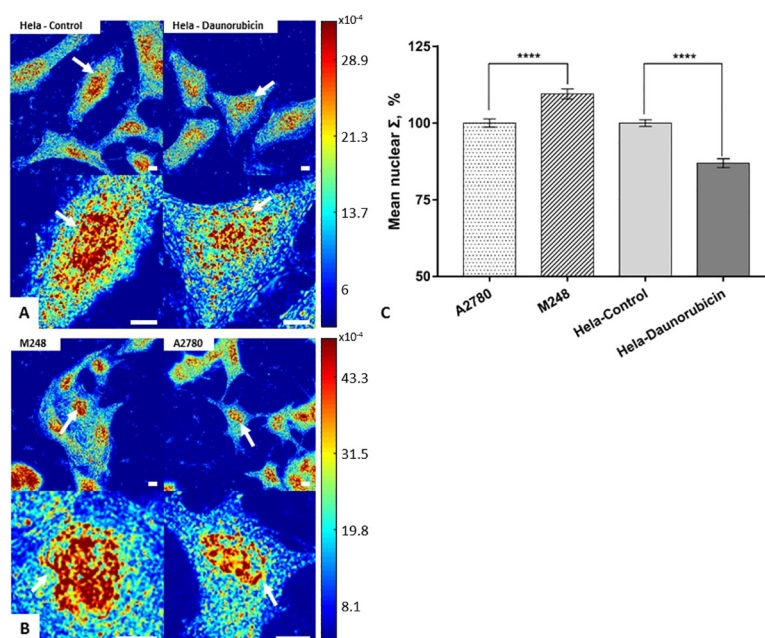 Hela - Control
Hela - Daunorubicin
x10⁻⁴
28.9
21.3
13.7
6
A
M248
A2780
x10⁻⁴
43.3
31.5
19.8
8.1
B
C
Mean nuclear Σ, %
125
100
75
50
****
****
A2780
M248
Hela-Control
Hela-Daunorubicin